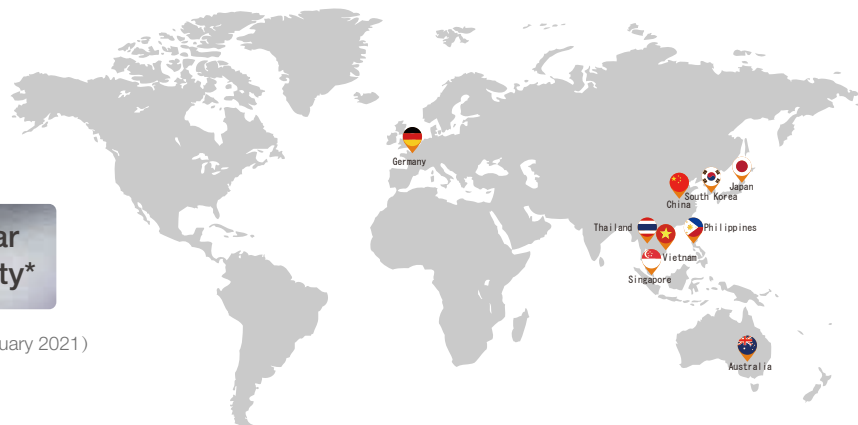 Germany
Japan
South Korea
China
Thailand
Philippines
Vietnam
Singapore
ar
ty*
uary 2021)
Australia